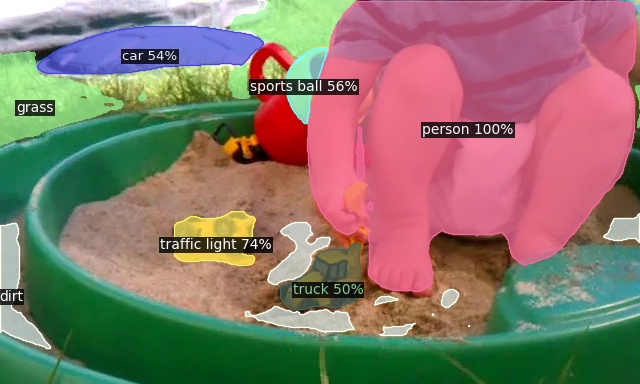 car 54%
sports ball 56%
grass
person 100%
traffic light 74%
truck 50%
dirt